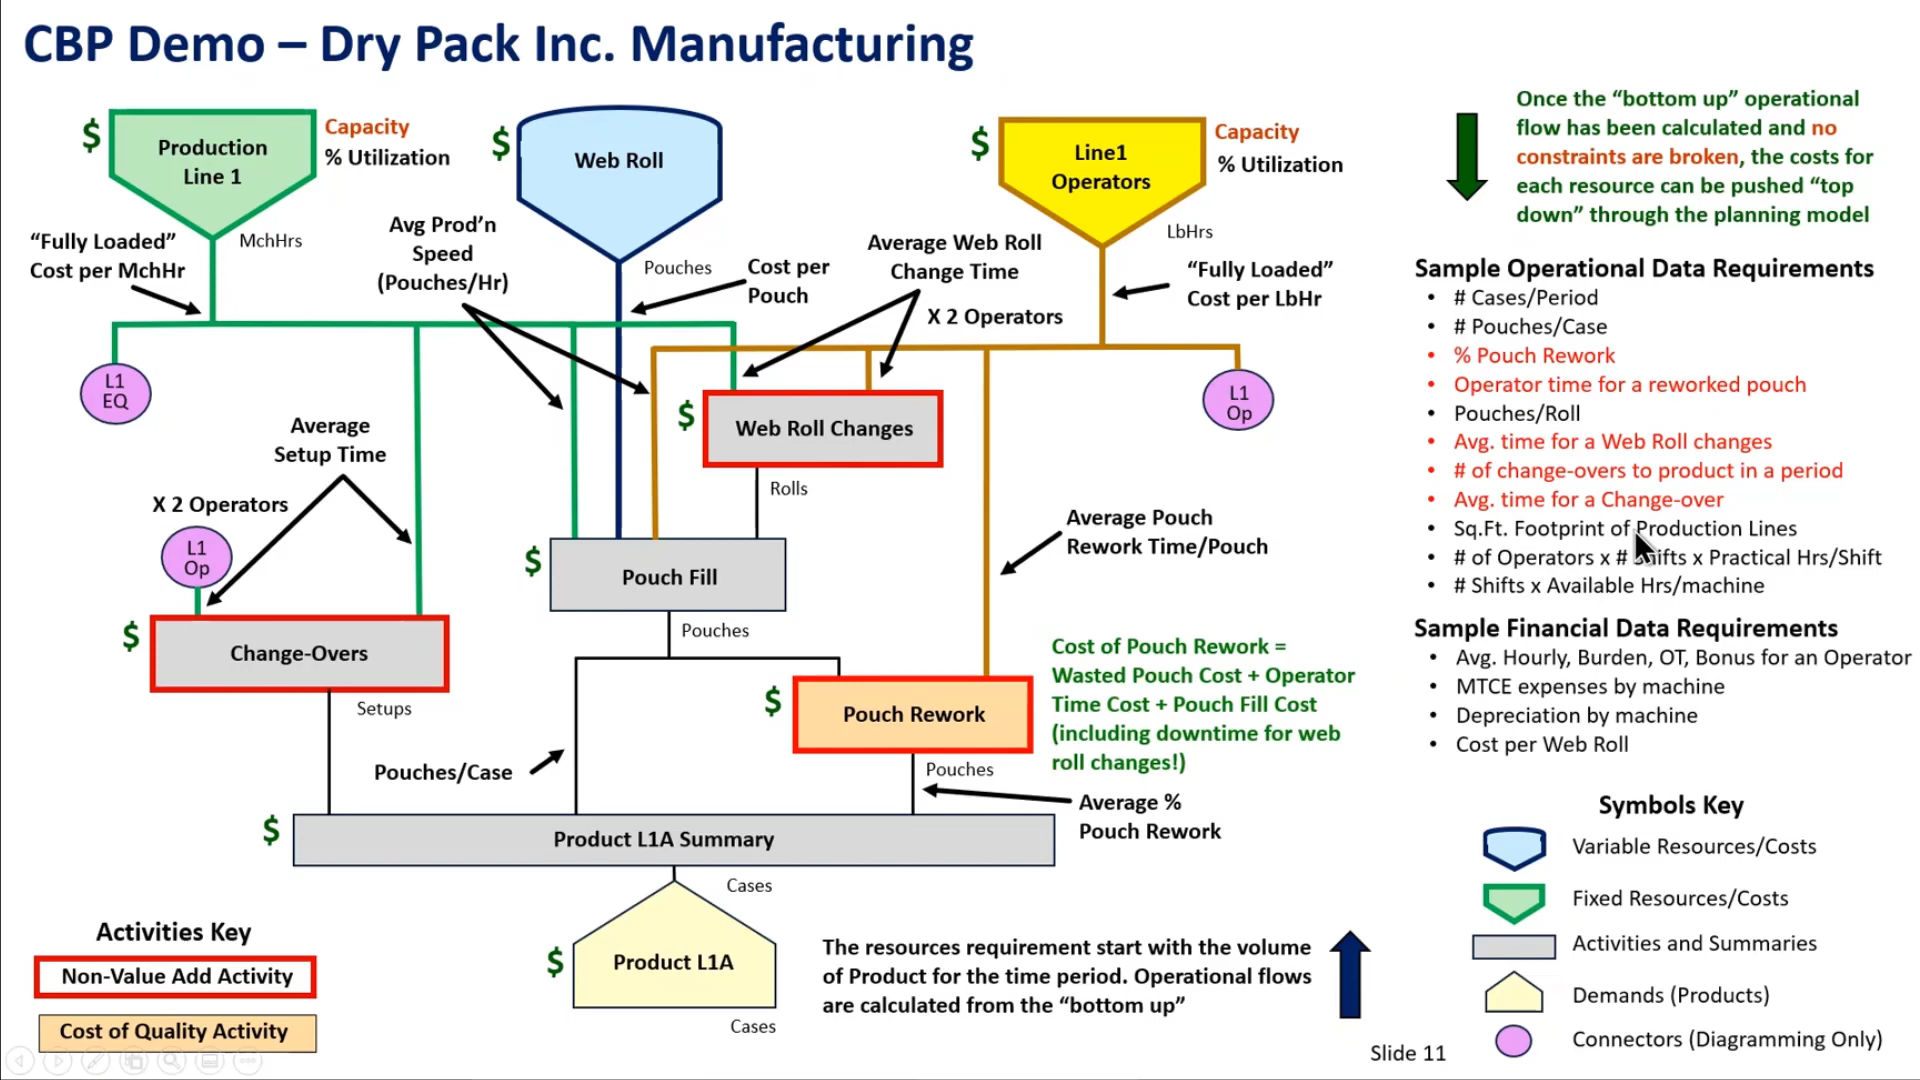 CBP Demo – Dry Pack Inc. Manufacturing
$
Production
Line 1
Capacity
% Utilization
MchHrs
“Fully Loaded”
Cost per MchHr
Avg Prod’n
Speed
(Pouches/Hr)
$
Web Roll
Pouches
Cost per
Pouch
Average Web Roll
Change Time
X 2 Operators
$
Line1
Operators
Capacity
% Utilization
LbHrs
“Fully Loaded”
Cost per LbHr
L1
EQ
L1
Op
$
Web Roll Changes
Rolls
Average
Setup Time
X 2 Operators
L1
Op
$
Change-Overs
Setups
$
Pouch Fill
Pouches
Average Pouch
Rework Time/Pouch
$
Pouch Rework
Pouches
Cost of Pouch Rework =
Wasted Pouch Cost + Operator
Time Cost + Pouch Fill Cost
(including downtime for web
roll changes!)
Pouches/Case
Average %
Pouch Rework
$
Product L1A Summary
Cases
$
Product L1A
Cases
The resources requirement start with the volume
of Product for the time period. Operational flows
are calculated from the “bottom up”
Activities Key
Non-Value Add Activity
Cost of Quality Activity
Once the “bottom up” operational
flow has been calculated and no
constraints are broken, the costs for
each resource can be pushed “top
down” through the planning model
Sample Operational Data Requirements
• # Cases/Period
• # Pouches/Case
• % Pouch Rework
• Operator time for a reworked pouch
• Pouches/Roll
• Avg. time for a Web Roll changes
• # of change-overs to product in a period
• Avg. time for a Change-over
• Sq.Ft. Footprint of Production Lines
• # of Operators x # Shifts x Practical Hrs/Shift
• # Shifts x Available Hrs/machine
Sample Financial Data Requirements
• Avg. Hourly, Burden, OT, Bonus for an Operator
• MTCE expenses by machine
• Depreciation by machine
• Cost per Web Roll
Symbols Key
Variable Resources/Costs
Fixed Resources/Costs
Activities and Summaries
Demands (Products)
Connectors (Diagramming Only)
Slide 11